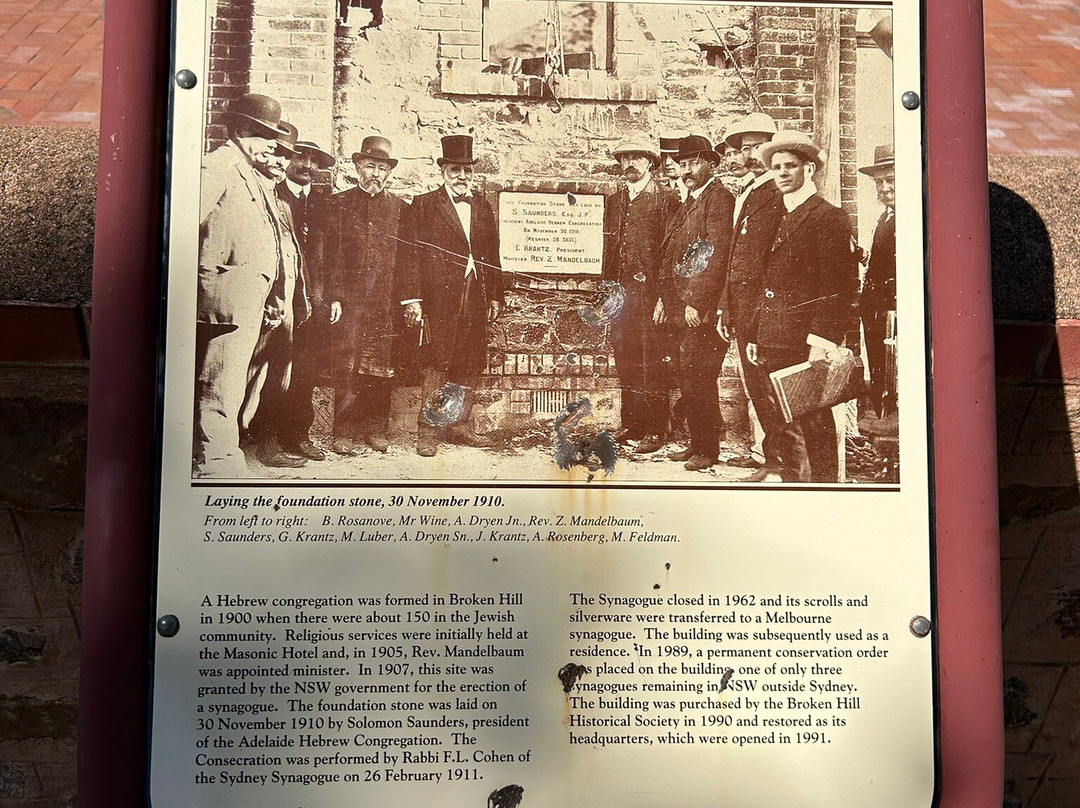 THIS FOUNDATION STONE WAS LAID BY
S. SAUNDERS, ESQ. J.P.
PRESIDENT ADELAIDE HEBREW CONGREGATION
ON NOVEMBER 30. 1910.
(KESLEV 28. 5671)
E. KRANTZ, PRESIDENT.
MINISTER REV. Z. MANDELBAUM
Laying the foundation stone, 30 November 1910.
From left to right: B. Rosanove, Mr Wine, A. Dryen Jn., Rev. Z. Mandelbaum,
S. Saunders, G. Krantz, M. Luber, A. Dryen Sn., J. Krantz, A. Rosenberg, M. Feldman.
A Hebrew congregation was formed in Broken Hill
in 1900 when there were about 150 in the Jewish
community. Religious services were initially held at
the Masonic Hotel and, in 1905, Rev. Mandelbaum
was appointed minister. In 1907, this site was
granted by the NSW government for the erection of
a synagogue. The foundation stone was laid on
30 November 1910 by Solomon Saunders, president
of the Adelaide Hebrew Congregation. The
Consecration was performed by Rabbi F.L. Cohen of
the Sydney Synagogue on 26 February 1911.
The Synagogue closed in 1962 and its scrolls and
silverware were transferred to a Melbourne
synagogue. The building was subsequently used as a
residence. In 1989, a permanent conservation order
was placed on the building, one of only three
synagogues remaining in NSW outside Sydney.
The building was purchased by the Broken Hill
Historical Society in 1990 and restored as its
headquarters, which were opened in 1991.